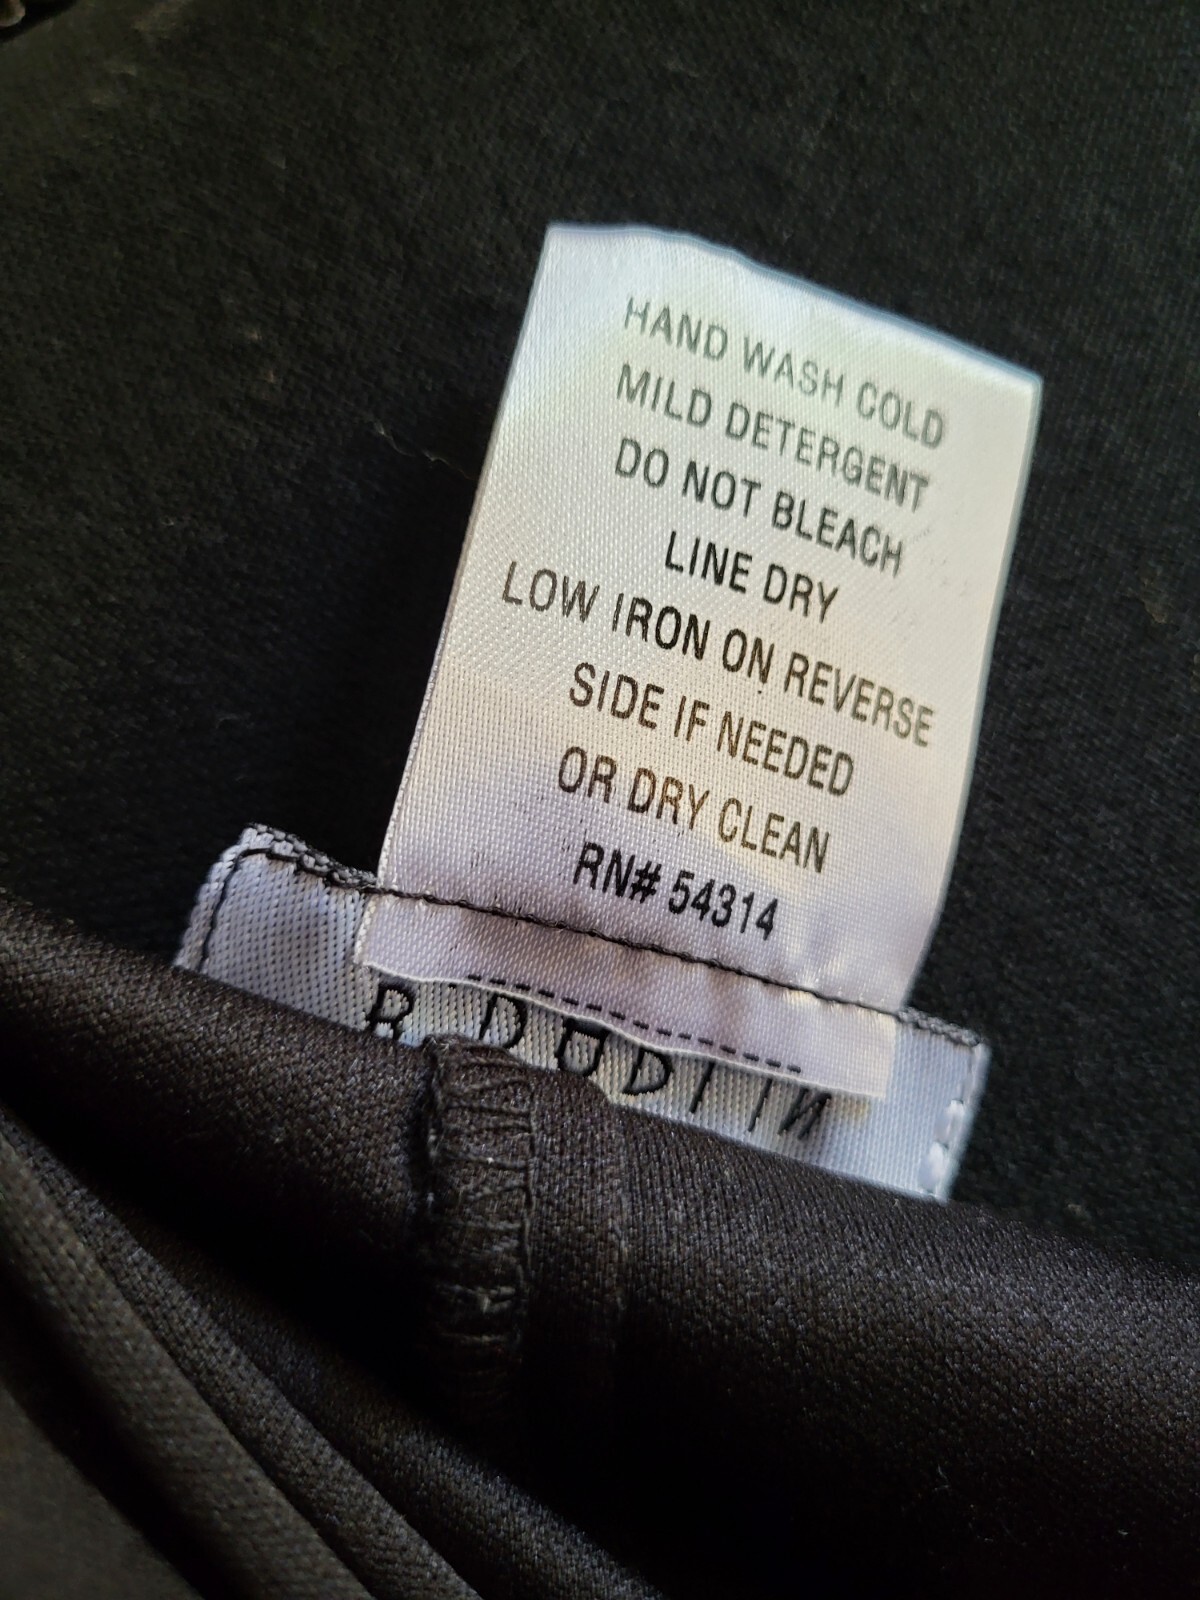 HAND WASH COLD
MILD DETERGENT
DO NOT BLEACH
LINE DRY
LOW IRON ON REVERSE
SIDE IF NEEDED
OR DRY CLEAN
RN# 54314